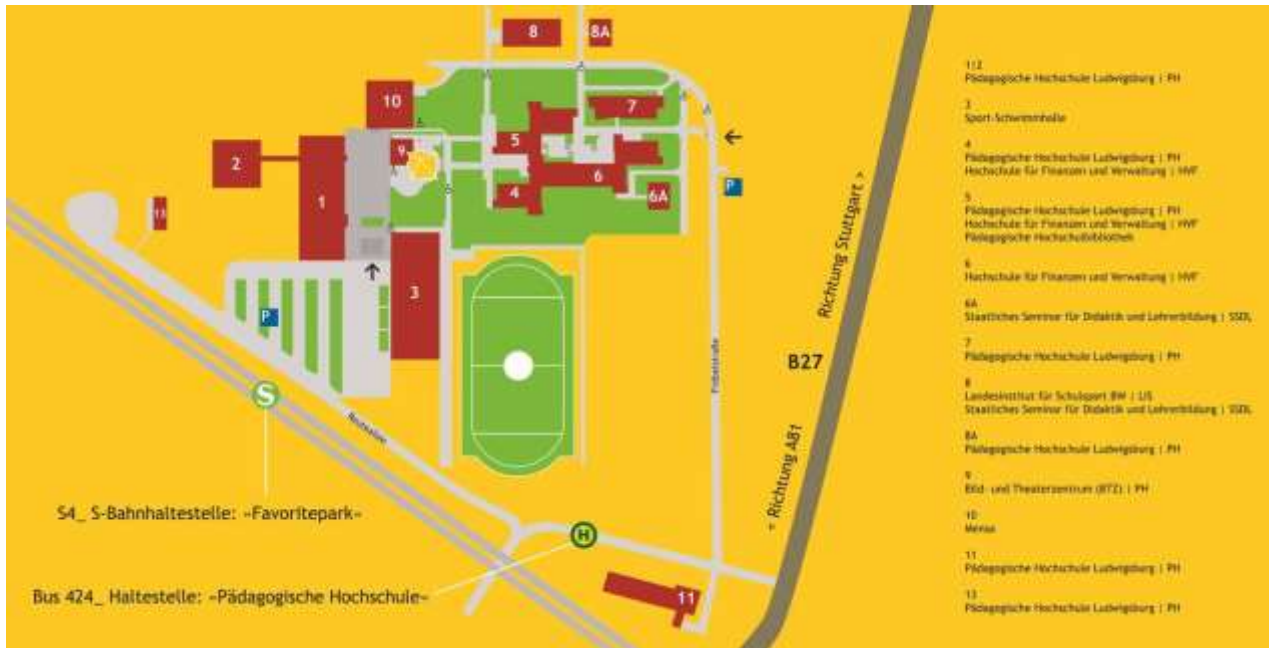 8
8A
10
7
5
9
2
6
4
6A
P
1
13
3
P
Richtung Stuttgart >
B27
Fröbelstraße
S
Reuteallee
< Richtung A81
S4_ S-Bahnhaltestelle: »Favoritepark«
H
Bus 424_ Haltestelle: »Pädagogische Hochschule«
11
1|2
Pädagogische Hochschule Ludwigsburg | PH
3
Sport-Schwimmhalle
4
Pädagogische Hochschule Ludwigsburg | PH
Hochschule für Finanzen und Verwaltung | HVF
5
Pädagogische Hochschule Ludwigsburg | PH
Hochschule für Finanzen und Verwaltung | HVF
Pädagogische Hochschulbibliothek
6
Hochschule für Finanzen und Verwaltung | HVF
6A
Staatliches Seminar für Didaktik und Lehrerbildung | SSDL
7
Pädagogische Hochschule Ludwigsburg | PH
8
Landesinstitut für Schulsport BW | LIS
Staatliches Seminar für Didaktik und Lehrerbildung | SSDL
8A
Pädagogische Hochschule Ludwigsburg | PH
9
Bild- und Theaterzentrum (BTZ) | PH
10
Mensa
11
Pädagogische Hochschule Ludwigsburg | PH
13
Pädagogische Hochschule Ludwigsburg | PH